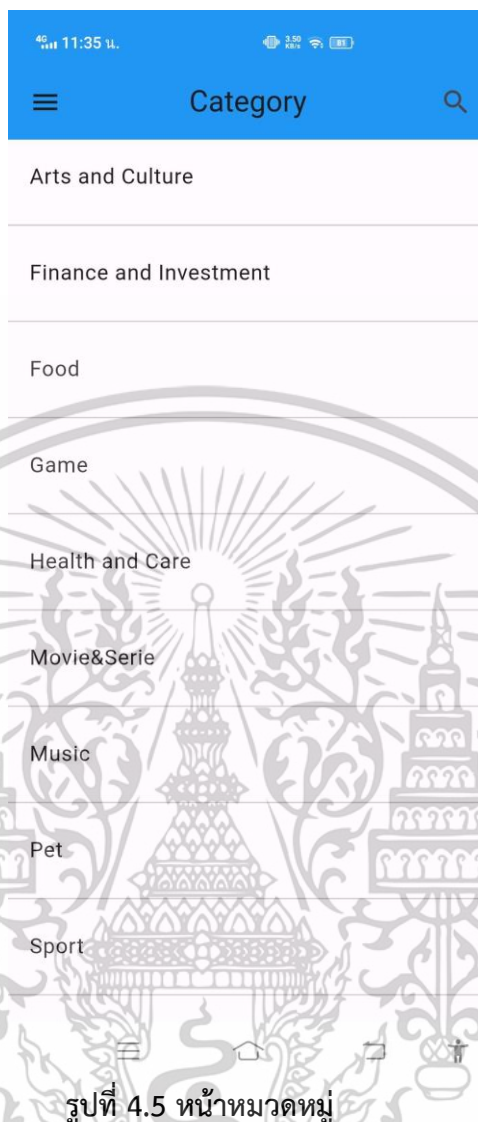 4G 11:35 น. 3.50 KB/s 81
Category
Arts and Culture
Finance and Investment
Food
Game
Health and Care
Movie&Serie
Music
Pet
Sport
รูปที่ 4.5 หน้าหมวดหมู่